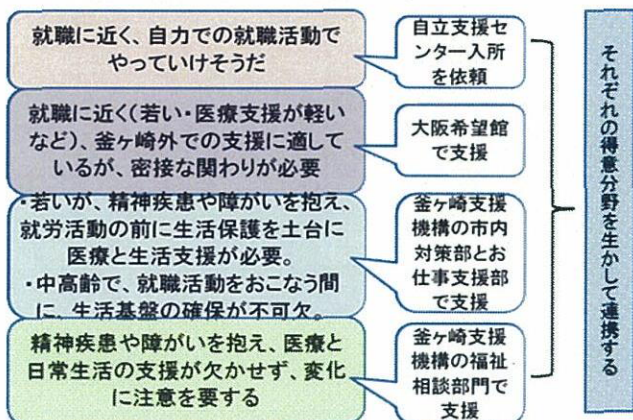 就職に近く、自力での就職活動で
やっていけそうだ
自立支援セ
ンター入所
を依頼
就職に近く(若い・医療支援が軽い
など)、釜ヶ崎外での支援に適して
いるが、密接な関わりが必要
大阪希望館
で支援
・若いが、精神疾患や障がいを抱え、
就労活動の前に生活保護を土台に
医療と生活支援が必要。
・中高齢で、就職活動をおこなう間
に、生活基盤の確保が不可欠。
釜ヶ崎支援
機構の市内
対策部とお
仕事支援部
で支援
精神疾患や障がいを抱え、医療と
日常生活の支援が欠かせず、変化
に注意を要する
釜ヶ崎支援
機構の福祉
相談部門で
支援
それぞれの得意分野を生かして連携する